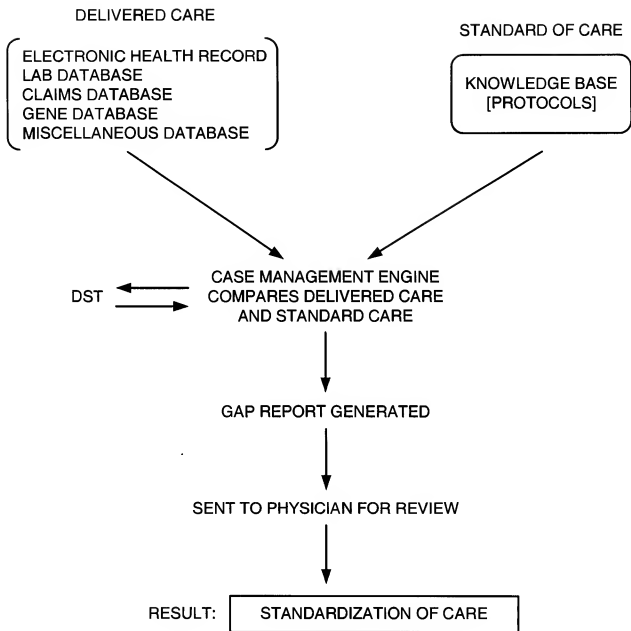 DELIVERED CARE
ELECTRONIC HEALTH RECORD
LAB DATABASE
CLAIMS DATABASE
GENE DATABASE
MISCELLANEOUS DATABASE
STANDARD OF CARE
KNOWLEDGE BASE
[PROTOCOLS]
DST
CASE MANAGEMENT ENGINE
COMPARES DELIVERED CARE
AND STANDARD CARE
GAP REPORT GENERATED
SENT TO PHYSICIAN FOR REVIEW
RESULT: STANDARDIZATION OF CARE